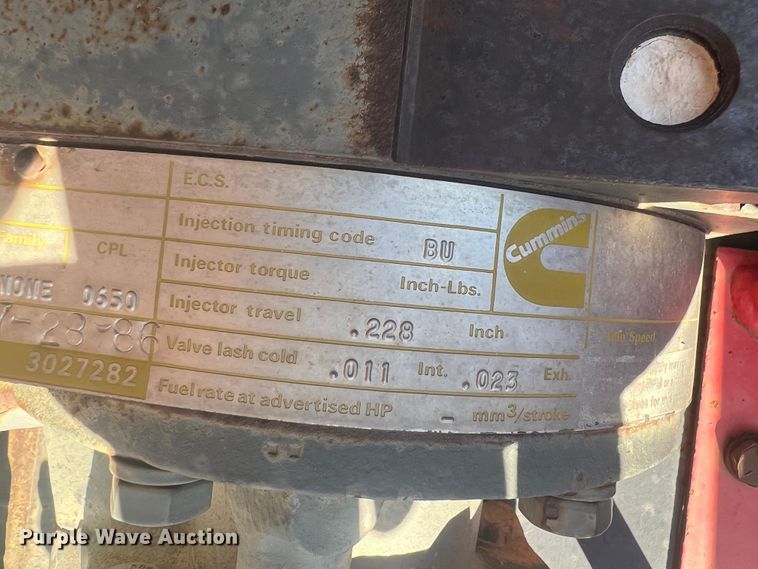 E.C.S.
Injection timing code BU
Cummins
Family CPL
Injector torque Inch-Lbs.
NONE 0650
Injector travel .228 Inch
Speed
-28-86
Valve lash cold .011 Int. .023 Exh.
3027282
Fuel rate at advertised HP - mm³/stroke
Purple Wave Auction